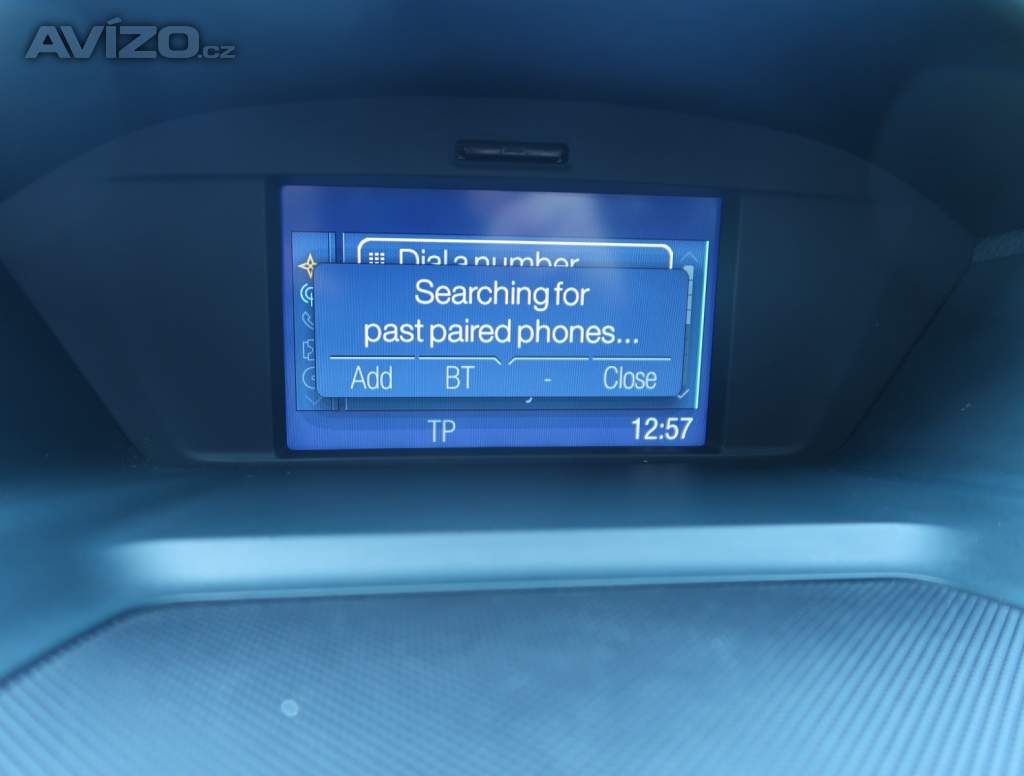 AVÍZO.cz
Dial a number
Searching for
past paired phones...
Add BT - Close
TP 12:57